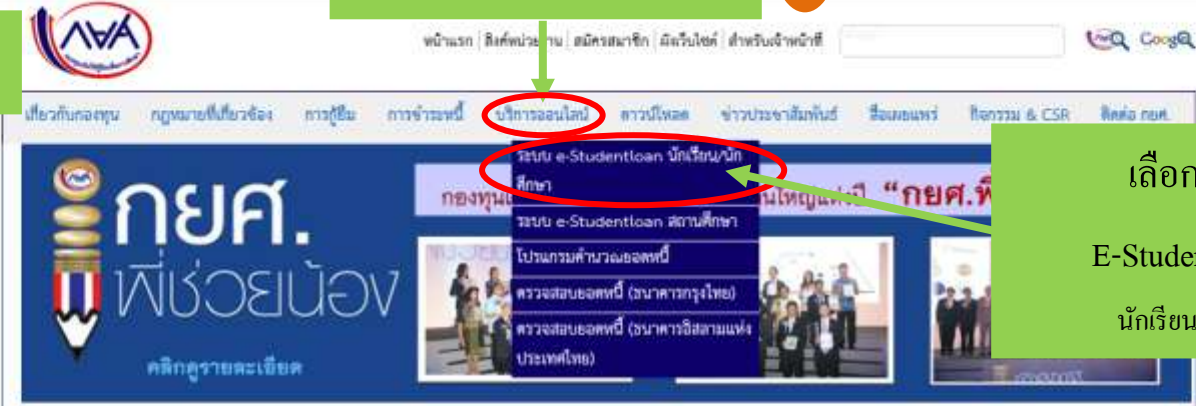 กยศ
หน้าแรก ลิงค์หน่วยงาน สมัครสมาชิก ผังเว็บไซต์ สำหรับเจ้าหน้าที่
เกี่ยวกับกองทุน กฎหมายที่เกี่ยวข้อง การกู้ยืม การชำระหนี้ บริการออนไลน์ ดาวน์โหลด ข่าวประชาสัมพันธ์ สื่อเผยแพร่ กิจกรรม & CSR ติดต่อ กยศ.
ระบบ e-Studentloan นักเรียน/นัก
ศึกษา
ระบบ e-Studentloan สถานศึกษา
โปรแกรมคำนวณยอดหนี้
ตรวจสอบยอดหนี้ (ธนาคารกรุงไทย)
ตรวจสอบยอดหนี้ (ธนาคารอิสลามแห่ง
ประเทศไทย)
กยศ.
พี่ช่วยน้อง
คลิกดูรายละเอียด
“กยศ.พี่
เลือก
E-Studen
นักเรียน